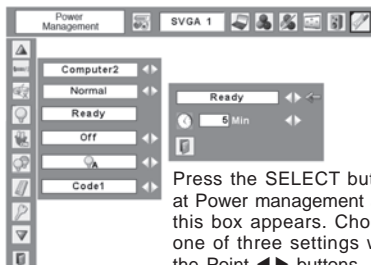 Power
Management
SVGA 1
Computer2
Normal
Ready
Off
A
Code1
Ready
5 Min
Press the SELECT but
at Power management
this box appears. Cho
one of three settings w
the Point ◀▶ buttons.